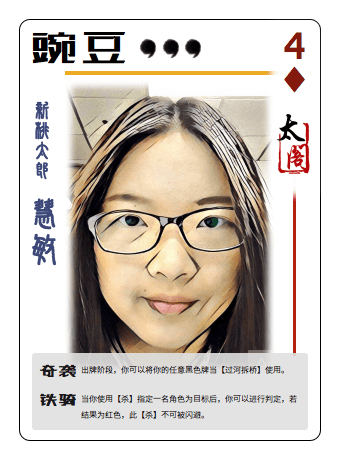 豌豆
4
新桃太郎
慧敏
太閤
奇袭 出牌阶段，你可以将你的任意黑色牌当【过河拆桥】使用。
铁骑 当你使用【杀】指定一名角色为目标后，你可以进行判定，若
结果为红色，此【杀】不可被闪避。